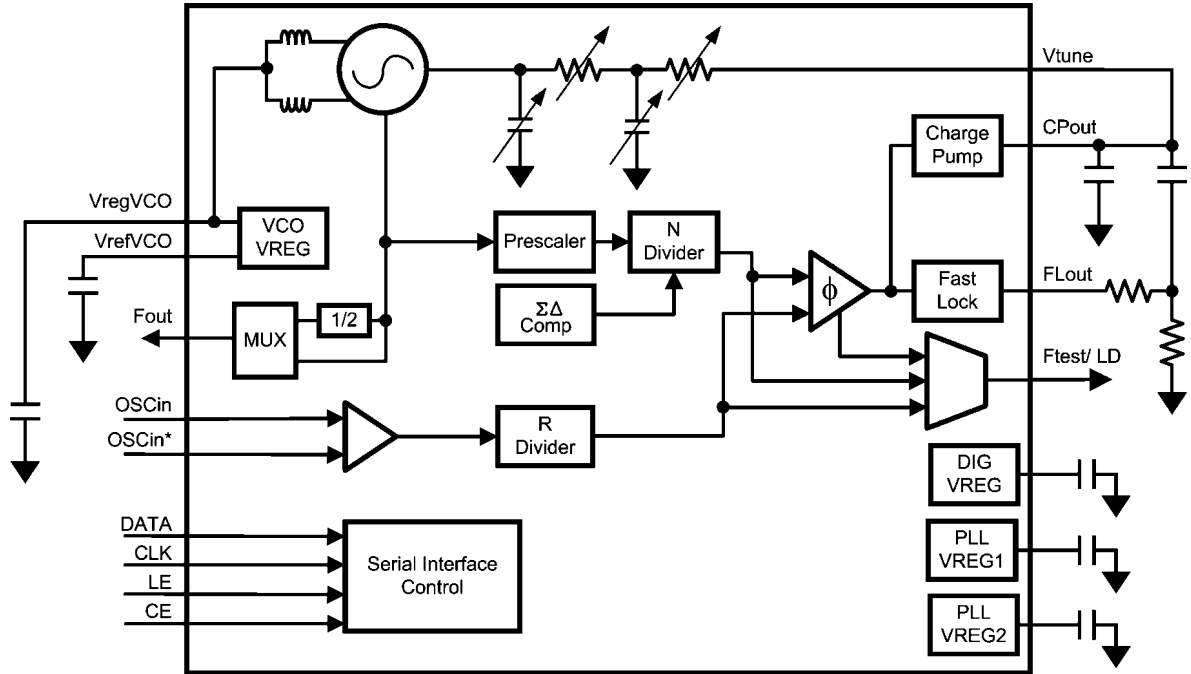 Vtune
Charge
Pump
CPout
VregVCO
VCO
VREG
VrefVCO
Prescaler
N
Divider
ΣΔ
Comp
ϕ
Fast
Lock
FLout
Fout
MUX
1/2
Ftest/ LD
OSCin
OSCin*
R
Divider
DIG
VREG
DATA
CLK
LE
CE
Serial Interface
Control
PLL
VREG1
PLL
VREG2